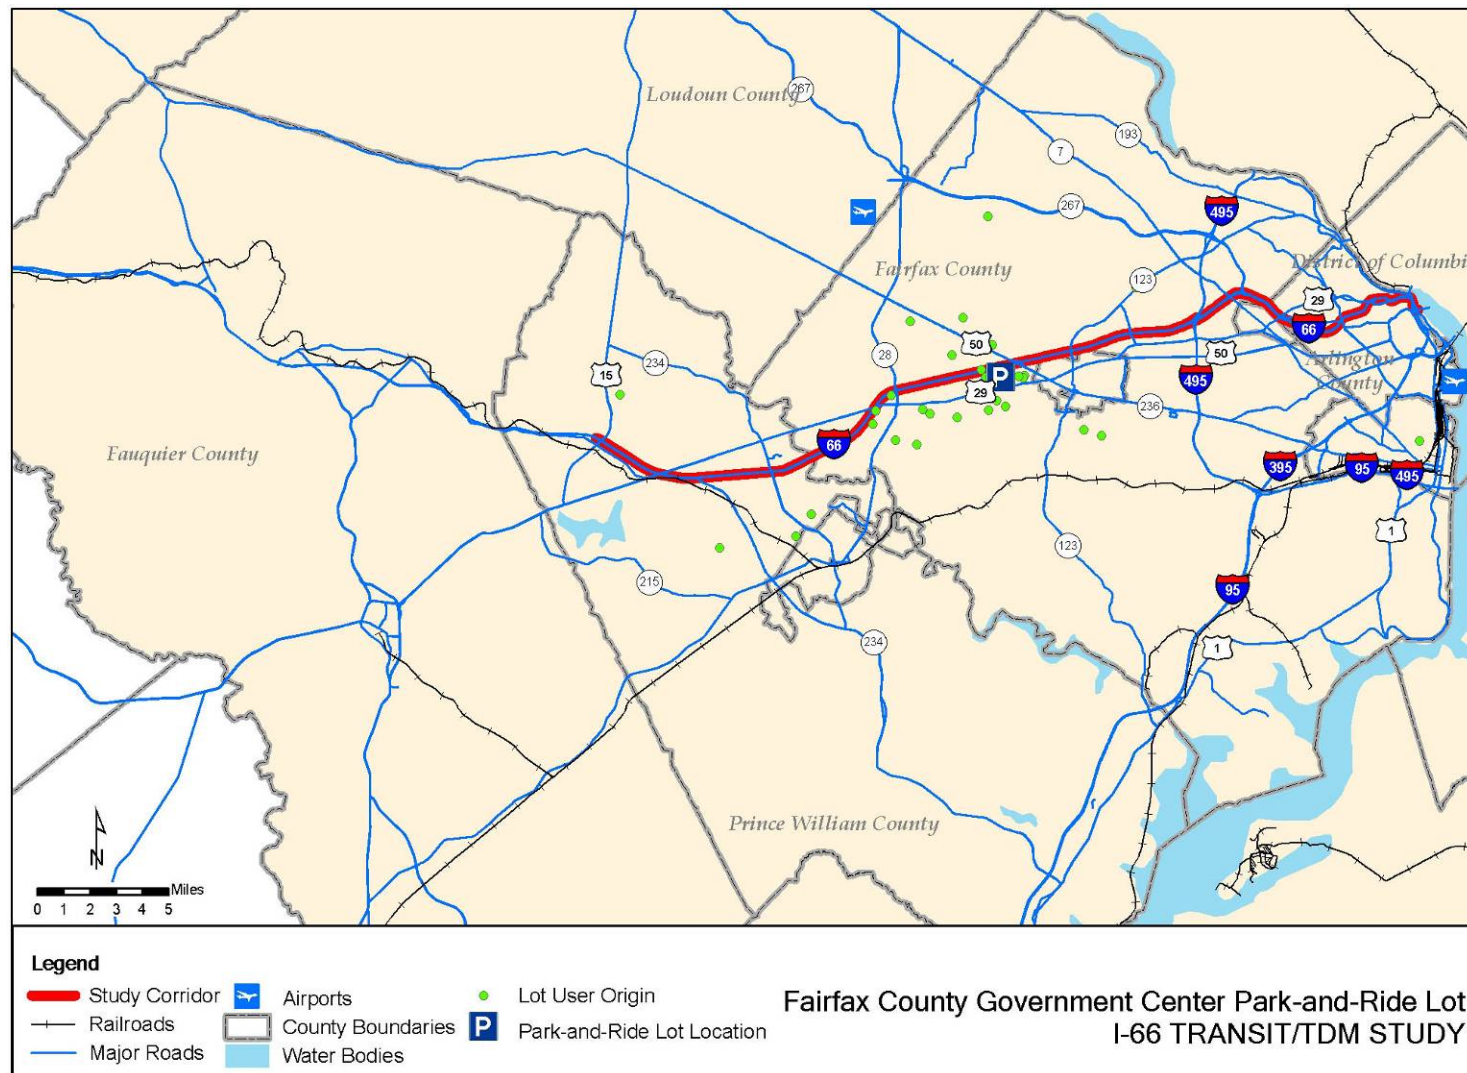 Loudoun County
267
193
7
267
495
Fairfax County
District of Columbi
123
29
66
50
50
28
234
15
Arlington
County
495
P
29
236
66
Fauquier County
395
95
495
1
123
215
95
234
1
Prince William County
N
Miles
0 1 2 3 4 5
Legend
Study Corridor
Airports
Lot User Origin
Railroads
County Boundaries
P
Park-and-Ride Lot Location
Major Roads
Water Bodies
Fairfax County Government Center Park-and-Ride Lot
I-66 TRANSIT/TDM STUDY